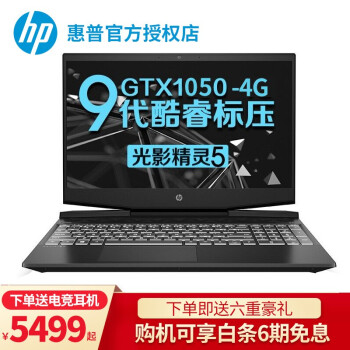 hp 惠普官方授权店
GTX1050 -4G
9代酷睿标压
光影精灵5
hp
下单送电竞耳机
¥5499起
下单即送六重豪礼
购机可享白条6期免息